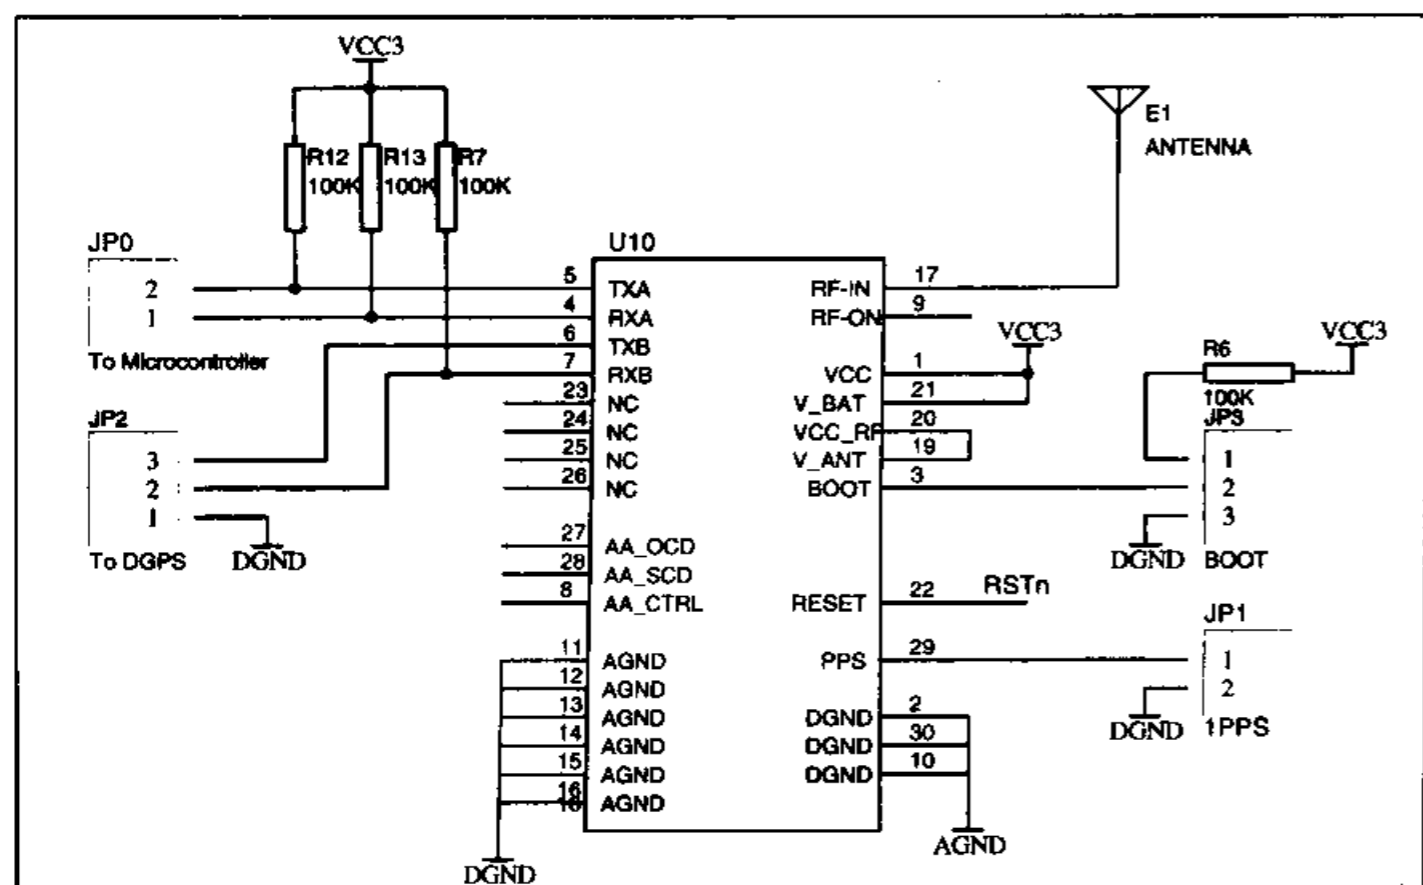 VCC3
E1
ANTENNA
R12
100K
R13
100K
R7
100K
JP0
2
1
To Microcontroller
JP2
3
2
1
To DGPS
DGND
U10
5 TXA
4 RXA
6 TXB
7 RXB
23 NC
24 NC
25 NC
26 NC
27 AA_OCD
28 AA_SCD
8 AA_CTRL
11 AGND
12 AGND
13 AGND
14 AGND
15 AGND
16 AGND
DGND
RF-IN 17
RF-ON 9
VCC 1
V_BAT 21
VCC_RF 20
V_ANT 19
BOOT 3
RESET 22 RSTn
PPS 29
DGND 2
DGND 30
DGND 10
AGND
VCC3
R6
100K
VCC3
JP3
1
2
3
DGND
BOOT
JP1
1
2
DGND
1PPS